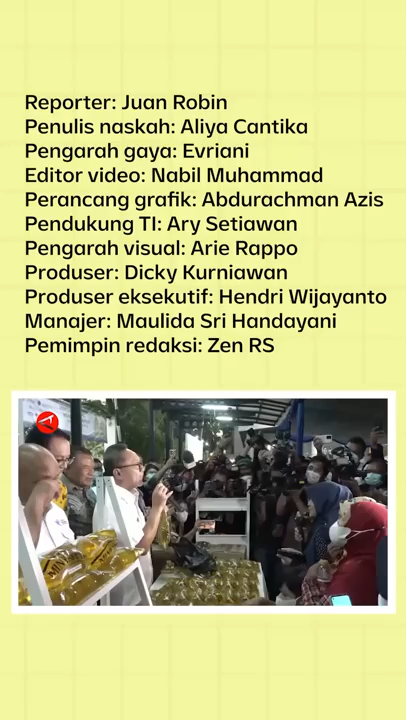 Reporter: Juan Robin
Penulis naskah: Aliya Cantika
Pengarah gaya: Evriani
Editor video: Nabil Muhammad
Perancang grafik: Abdurachman Azis
Pendukung TI: Ary Setiawan
Pengarah visual: Arie Rappo
Produser: Dicky Kurniawan
Produser eksekutif: Hendri Wijayanto
Manajer: Maulida Sri Handayani
Pemimpin redaksi: Zen RS